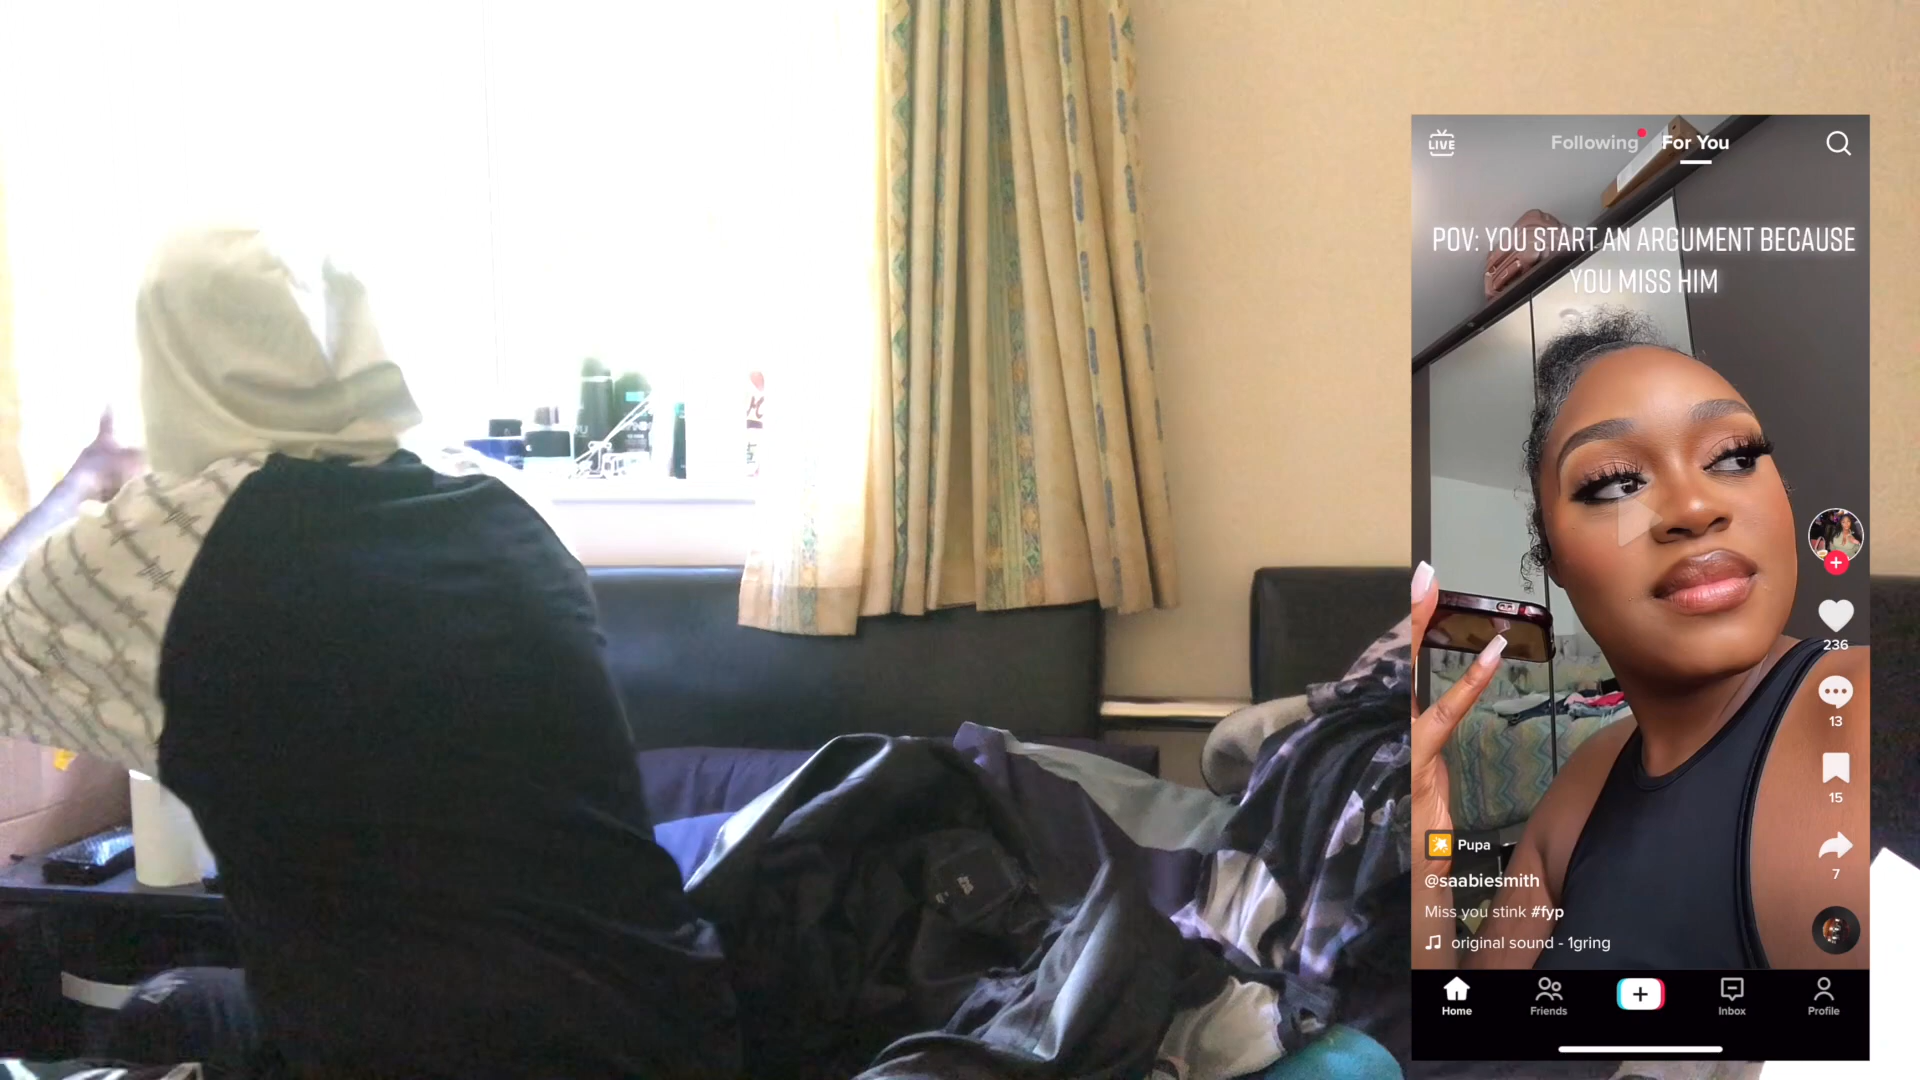 LIVE
Following For You
POV: YOU START AN ARGUMENT BECAUSE
YOU MISS HIM
236
13
15
7
Pupa
@saabiesmith
Miss you stink #fyp
original sound - 1gring
Home Friends Inbox Profile